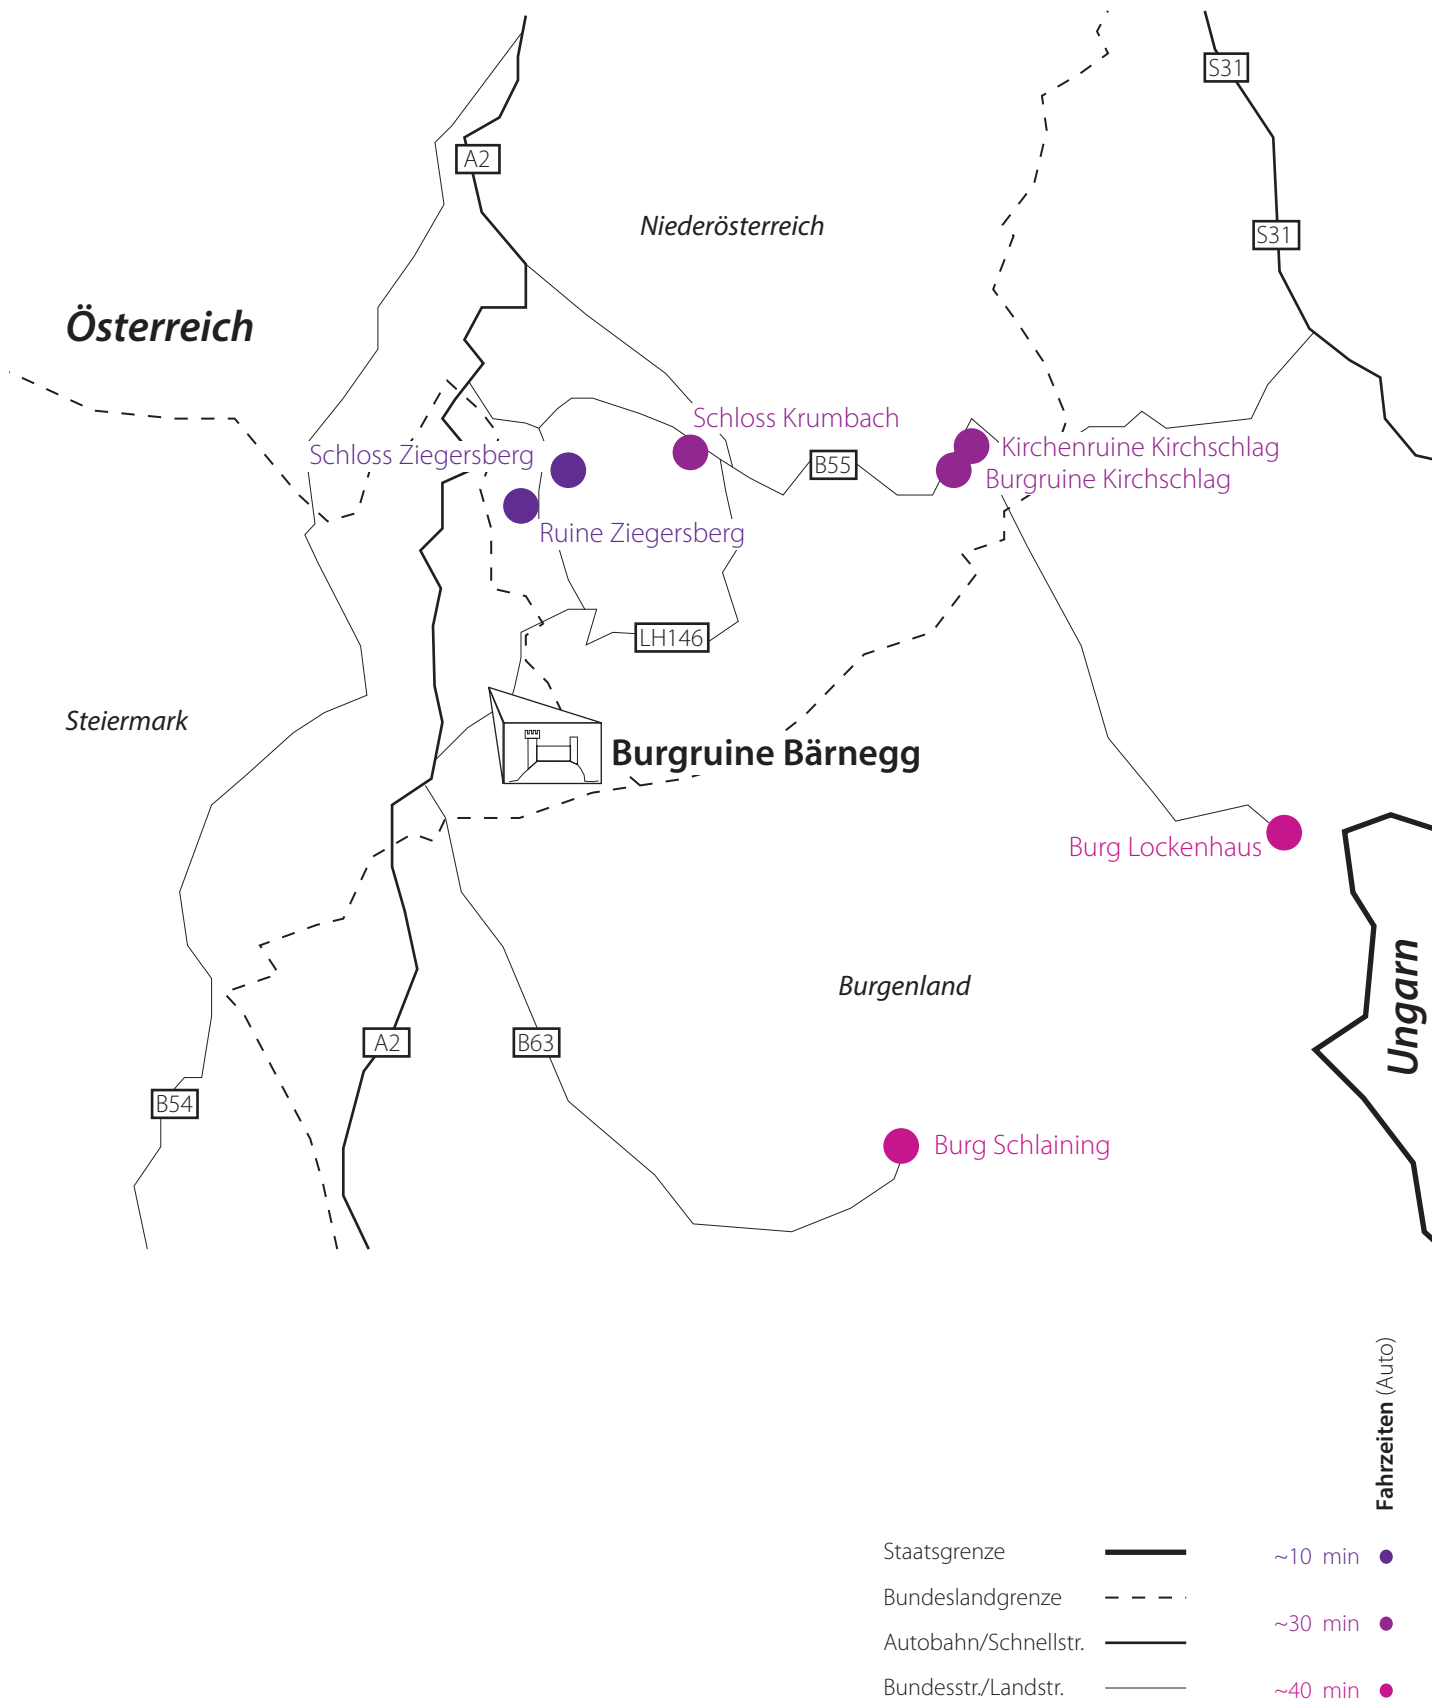 S31
A2
Niederösterreich
S31
Österreich
Schloss Krumbach
Schloss Ziegersberg
Kirchenruine Kirchschlag
B55
Burgruine Kirchschlag
Ruine Ziegersberg
LH146
Steiermark
Burgruine Bärnegg
Burg Lockenhaus
Burgenland
Ungarn
A2
B63
B54
Burg Schlaining
Fahrzeiten (Auto)
Staatsgrenze
~10 min
Bundeslandgrenze
~30 min
Autobahn/Schnellstr.
Bundesstr./Landstr.
~40 min